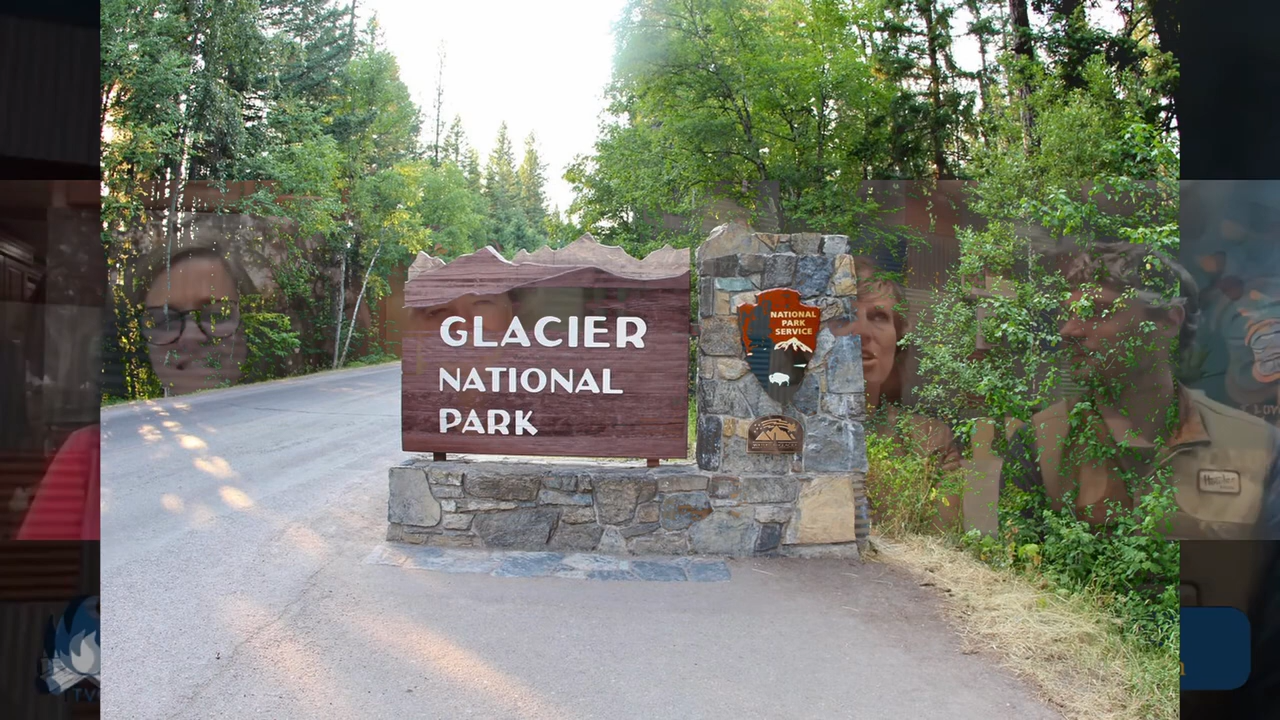 GLACIER
NATIONAL
PARK
NATIONAL
PARK
SERVICE